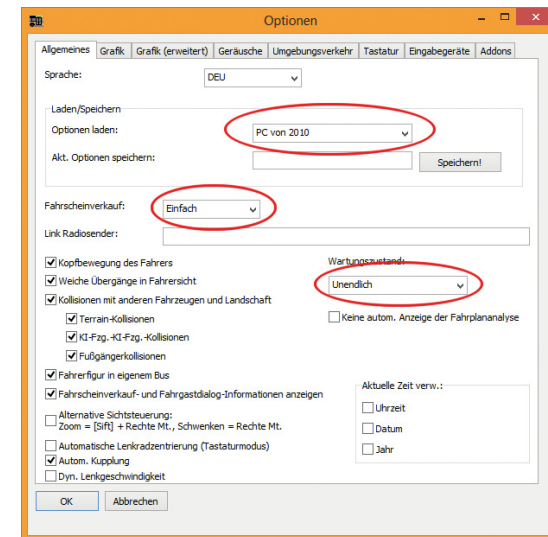 Optionen
Allgemeines Grafik Grafik (erweitert) Geräusche Umgebungsverkehr Tastatur Eingabegeräte Addons
Sprache: DEU
Laden/Speichern
Optionen laden: PC von 2010
Akt. Optionen speichern: Speichern!
Fahrscheinverkauf: Einfach
Link Radiosender:
Kopfbewegung des Fahrers
Wartungszustand:
Weiche Übergänge in Fahrersicht
Unendlich
Kollisionen mit anderen Fahrzeugen und Landschaft
Terrain-Kollisionen
Keine autom. Anzeige der Fahrplananalyse
KI-Fzg.-KI-Fzg.-Kollisionen
Fußgängerkollisionen
Fahrerfigur in eigenem Bus
Fahrscheinverkauf- und Fahrgastdialog-Informationen anzeigen
Aktuelle Zeit verw.:
Alternative Sichtsteuerung:
Zoom = [Sift] + Rechte Mt., Schwenken = Rechte Mt.
Uhrzeit
Datum
Automatische Lenkradzentrierung (Tastaturmodus)
Jahr
Autom. Kupplung
Dyn. Lenkgeschwindigkeit
OK Abbrechen